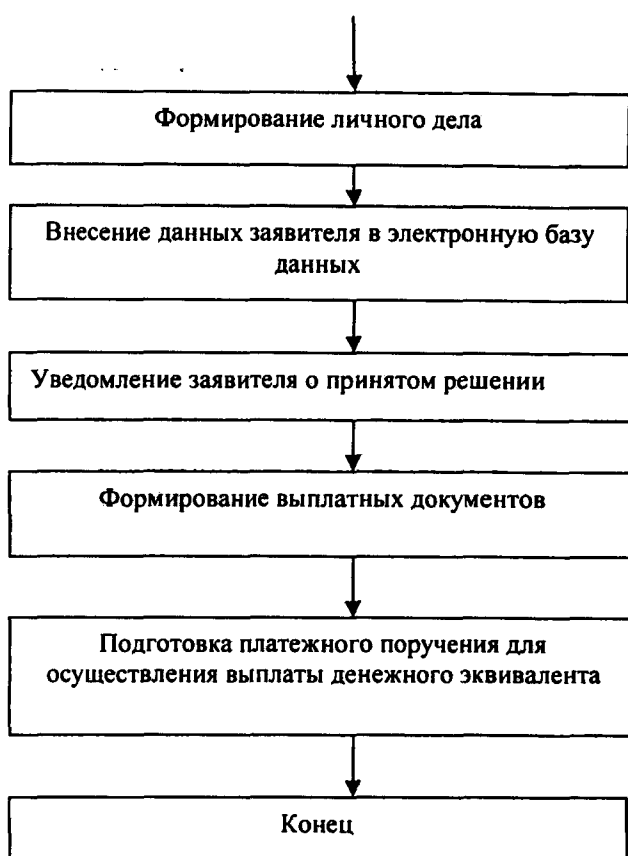 Формирование личного дела
Внесение данных заявителя в электронную базу
данных
Уведомление заявителя о принятом решении
Формирование выплатных документов
Подготовка платежного поручения для
осуществления выплаты денежного эквивалента
Конец